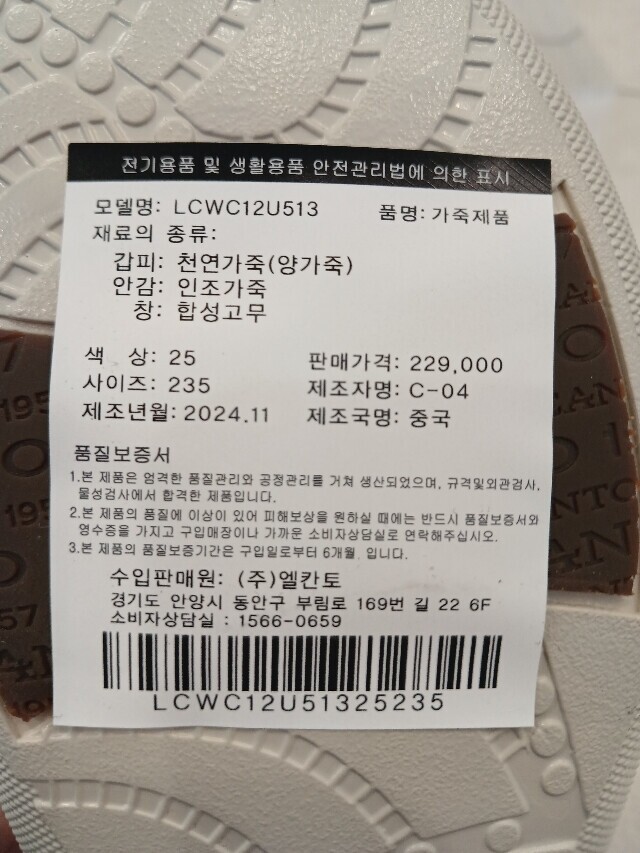 전기용품 및 생활용품 안전관리법에 의한 표시
모델명: LCWC12U513 품명: 가죽제품
재료의 종류:
갑피: 천연가죽(양가죽)
안감: 인조가죽
창: 합성고무
색 상: 25 판매가격: 229,000
사이즈: 235 제조자명: C-04
제조년월: 2024.11 제조국명: 중국
품질보증서
1.본 제품은 엄격한 품질관리와 공정관리를 거쳐 생산되었으며, 규격및외관검사,
물성검사에서 합격한 제품입니다.
2.본 제품의 품질에 이상이 있어 피해보상을 원하실 때에는 반드시 품질보증서와
영수증을 가지고 구입매장이나 가까운 소비자상담실로 연락해주십시오.
3.본 제품의 품질보증기간은 구입일로부터 6개월 입니다.
수입판매원: (주)엘칸토
경기도 안양시 동안구 부림로 169번 길 22 6F
소비자상담실 : 1566-0659
LCWC12U51325235